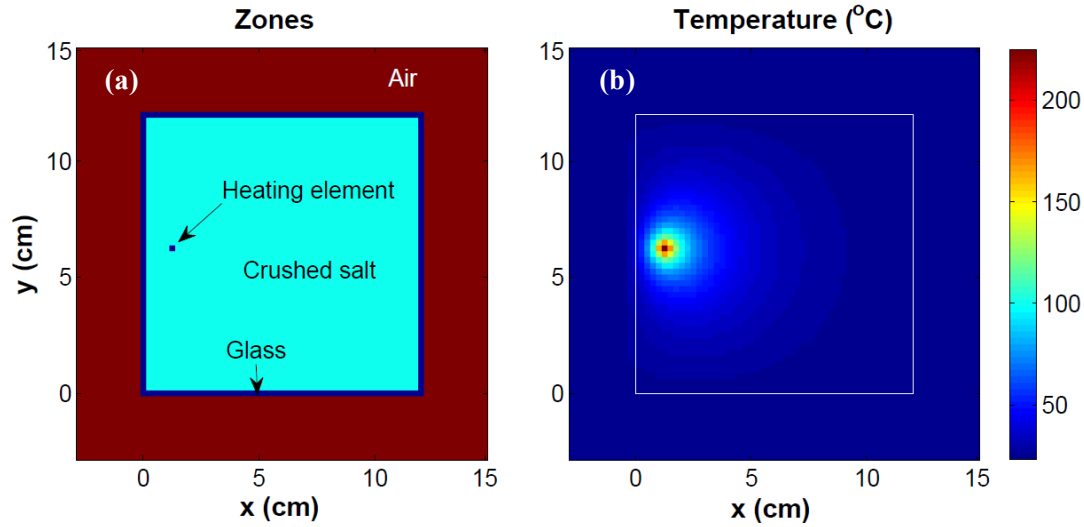 Zones
(a)
Air
Heating element
Crushed salt
Glass
15
10
5
0
y (cm)
0
5
10
15
x (cm)
Temperature (°C)
(b)
15
10
5
0
0
5
10
15
x (cm)
200
150
100
50